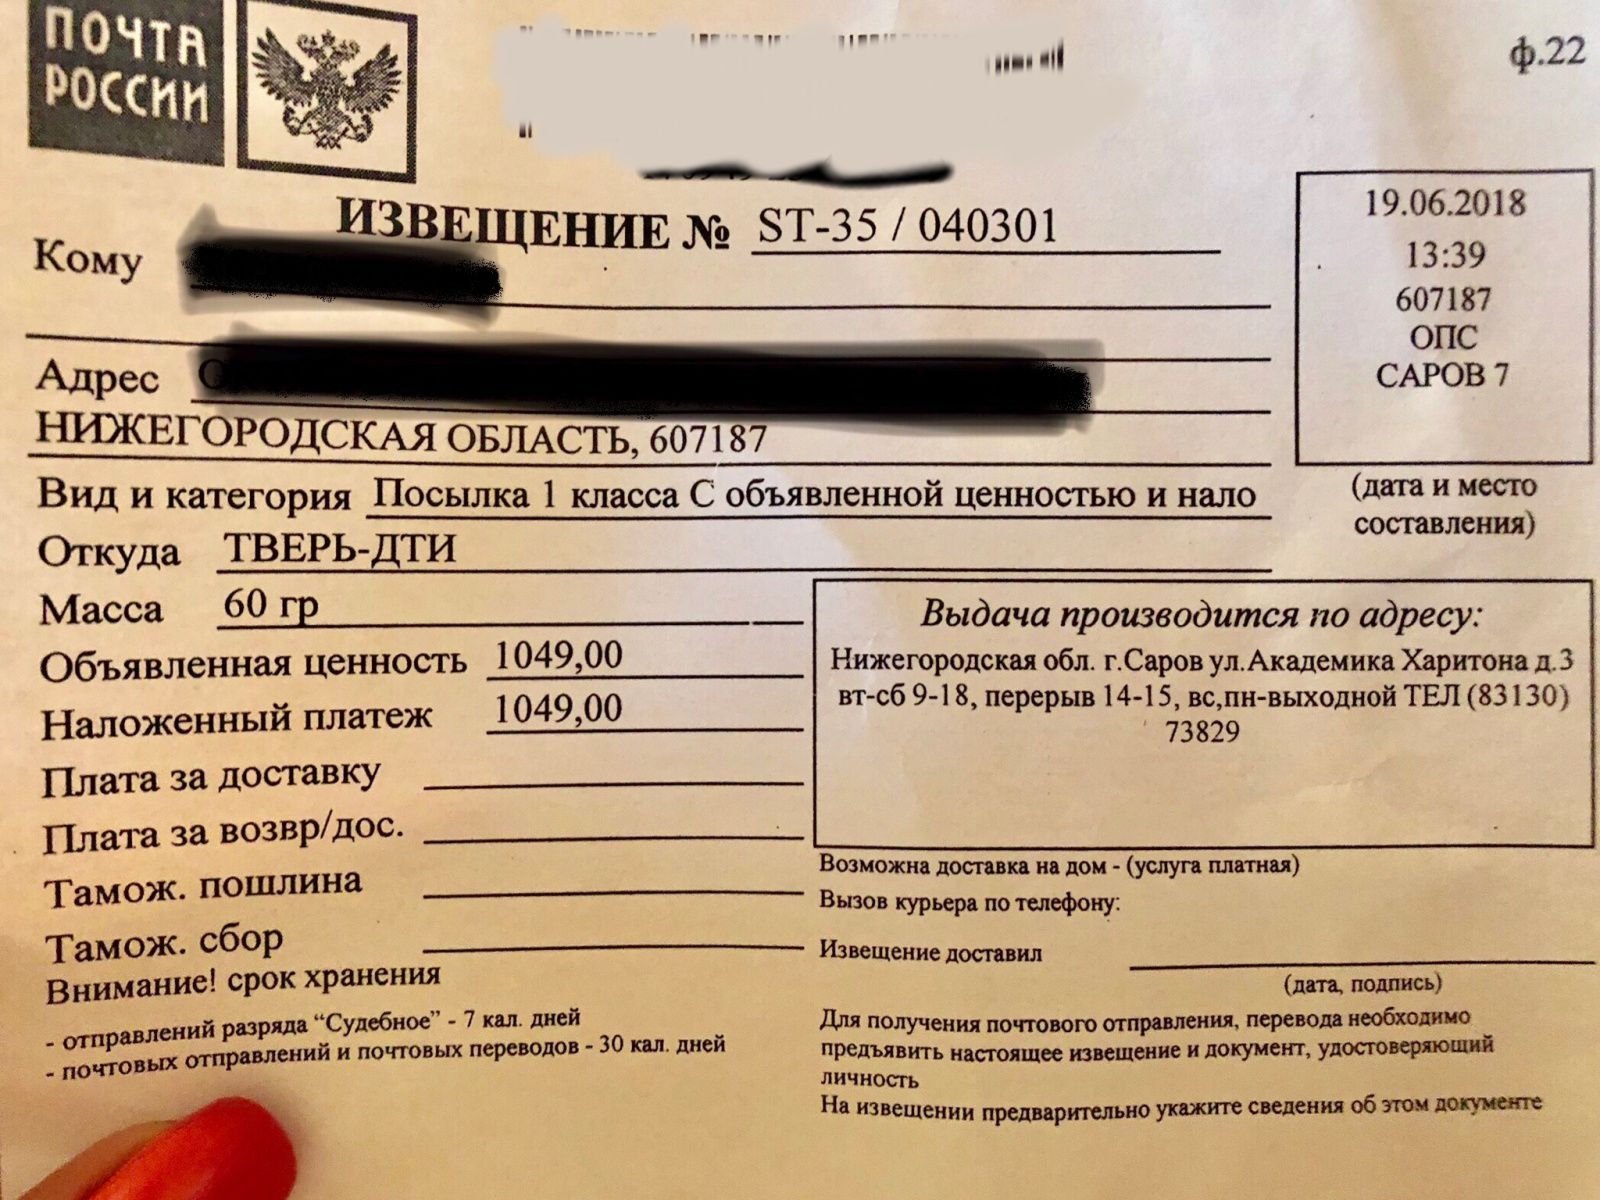 ПОЧТА
РОССИИ
ф.22
ИЗВЕЩЕНИЕ № ST-35 / 040301
Кому
Адрес
НИЖЕГОРОДСКАЯ ОБЛАСТЬ, 607187
Вид и категория Посылка 1 класса С объявленной ценностью и нало
Откуда ТВЕРЬ-ДТИ
Масса 60 гр
Объявленная ценность 1049,00
Наложенный платеж 1049,00
Плата за доставку
Плата за возвр/дос.
Тамож. пошлина
Тамож. сбор
Внимание! срок хранения
- отправлений разряда “Судебное” - 7 кал. дней
- почтовых отправлений и почтовых переводов - 30 кал. дней
19.06.2018
13:39
607187
ОПС
САРОВ 7
(дата и место
составления)
Выдача производится по адресу:
Нижегородская обл. г.Саров ул.Академика Харитона д.3
вт-сб 9-18, перерыв 14-15, вс,пн-выходной ТЕЛ (83130)
73829
Возможна доставка на дом - (услуга платная)
Вызов курьера по телефону:
Извещение доставил
(дата, подпись)
Для получения почтового отправления, перевода необходимо
предъявить настоящее извещение и документ, удостоверяющий
личность
На извещении предварительно укажите сведения об этом документе